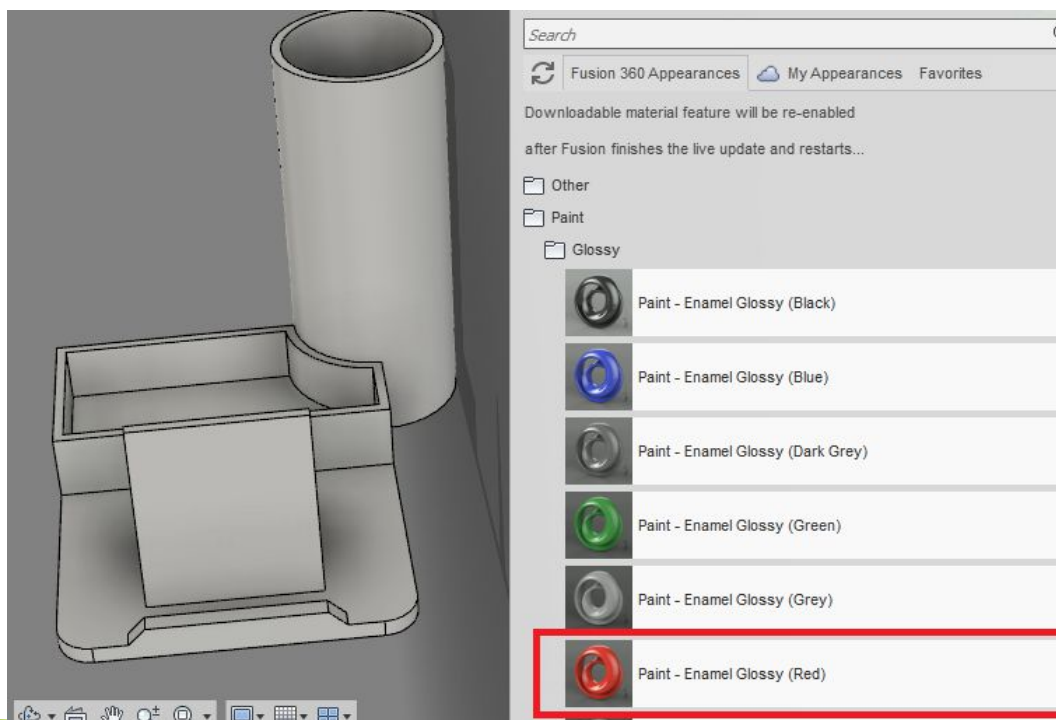 Search
Fusion 360 Appearances My Appearances Favorites
Downloadable material feature will be re-enabled
after Fusion finishes the live update and restarts...
Other
Paint
Glossy
Paint - Enamel Glossy (Black)
Paint - Enamel Glossy (Blue)
Paint - Enamel Glossy (Dark Grey)
Paint - Enamel Glossy (Green)
Paint - Enamel Glossy (Grey)
Paint - Enamel Glossy (Red)